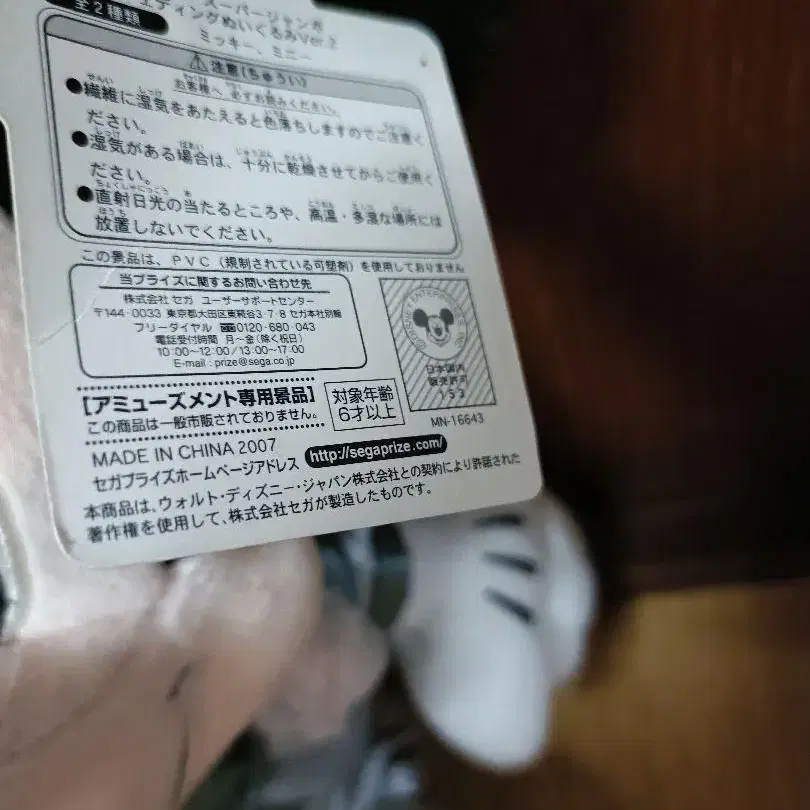 全2種類
スーパージャンボ
ェディングぬいぐるみVer.2
ミッキー、ミニー
⚠注意(ちゅうい)
お客様へ 必ずお読みください。
●繊維に湿気をあたえると色落ちしますのでご注意く
ださい。
●湿気がある場合は、十分に乾燥させてからご使用く
ださい。
●直射日光の当たるところや、高温・多湿な場所には
放置しないでください。
この景品は、PVC（規制されている可塑剤）を使用しておりません。
当プライズに関するお問い合わせ先
株式会社 セガ ユーザーサポートセンター
〒144-0033 東京都大田区東糀谷3-7-8 セガ本社別館
フリーダイヤル 0120-680-043
電話受付時間 月〜金(除く祝日)
10:00〜12:00/13:00〜17:00
E-mail : prize@sega.co.jp
日本国内
販売許可
153
MN-16643
【アミューズメント専用景品】
この商品は一般市販されておりません。
対象年齢
6才以上
MADE IN CHINA 2007
セガプライズホームページアドレス http://segaprize.com/
本商品は、ウォルト・ディズニー・ジャパン株式会社との契約により許諾された
著作権を使用して、株式会社セガが製造したものです。